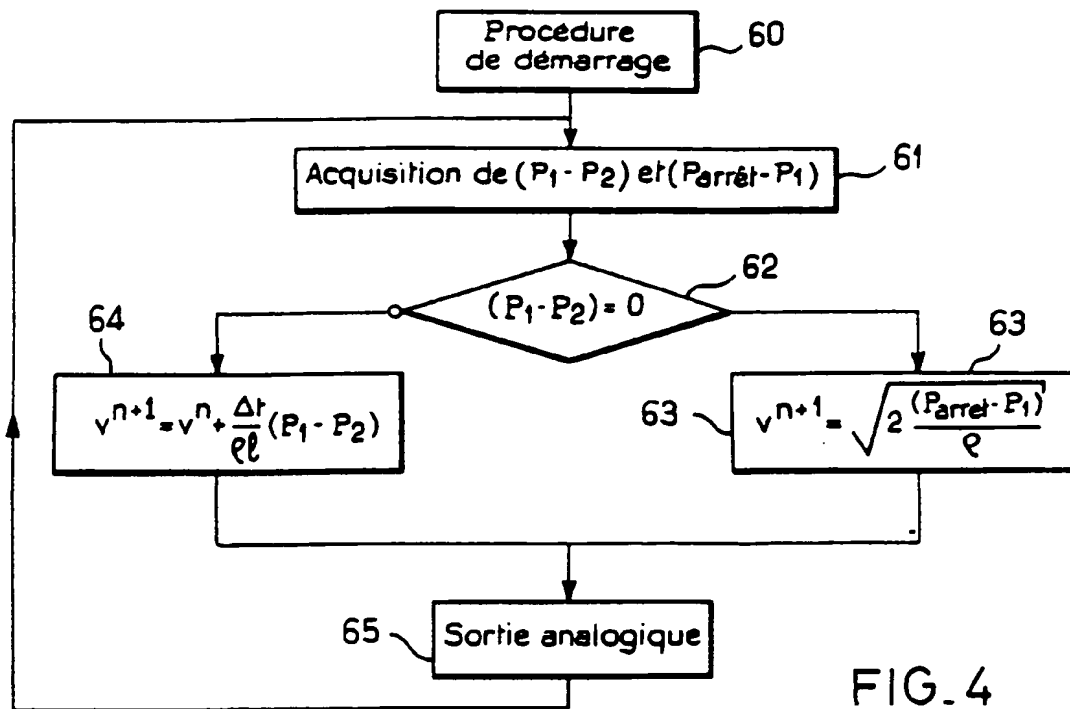 Procédure
de démarrage
60
Acquisition de (P₁ - P₂) et (Parrêt - P₁)
61
(P₁ - P₂) = 0
62
64
vⁿ⁺¹ = vⁿ + Δt/ρℓ (P₁ - P₂)
63
63
vⁿ⁺¹ = √2 (Parret - P₁)/ρ
65
Sortie analogique
FIG_4